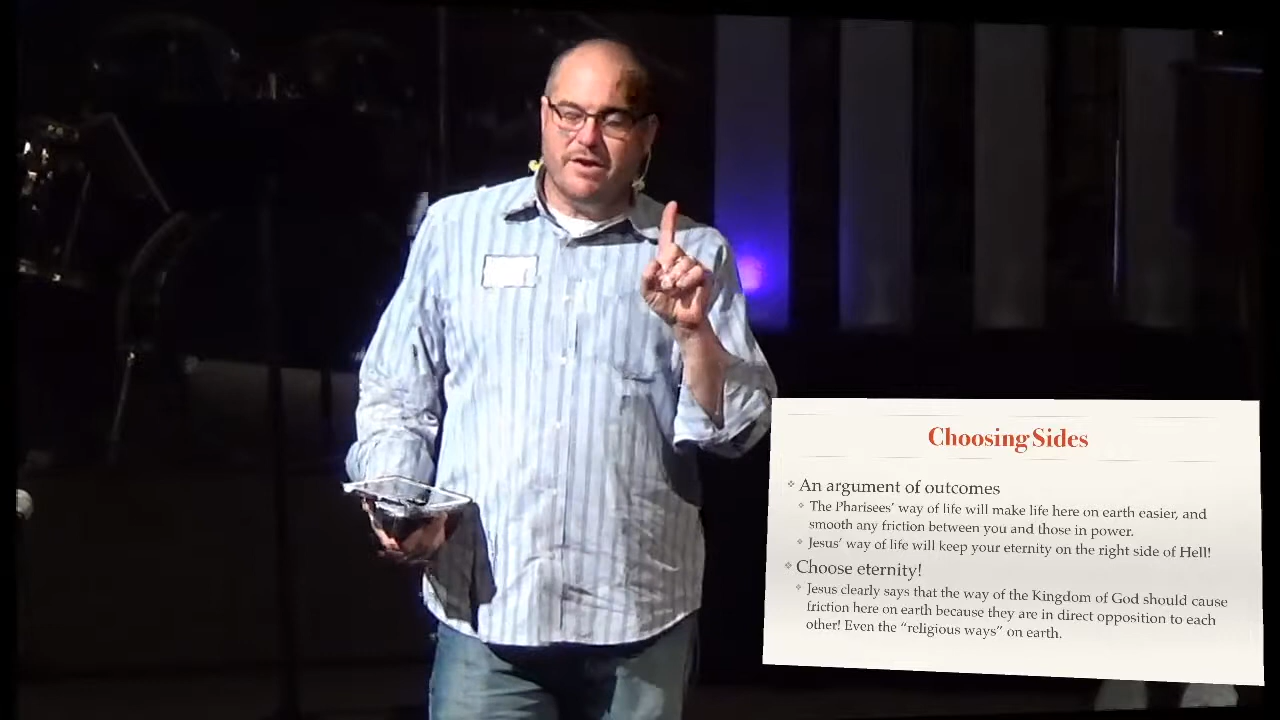 Choosing Sides
An argument of outcomes
The Pharisees' way of life will make life here on earth easier, and
smooth any friction between you and those in power.
Jesus' way of life will keep your eternity on the right side of Hell!
Choose eternity!
Jesus clearly says that the way of the Kingdom of God should cause
friction here on earth because they are in direct opposition to each
other! Even the “religious ways” on earth.